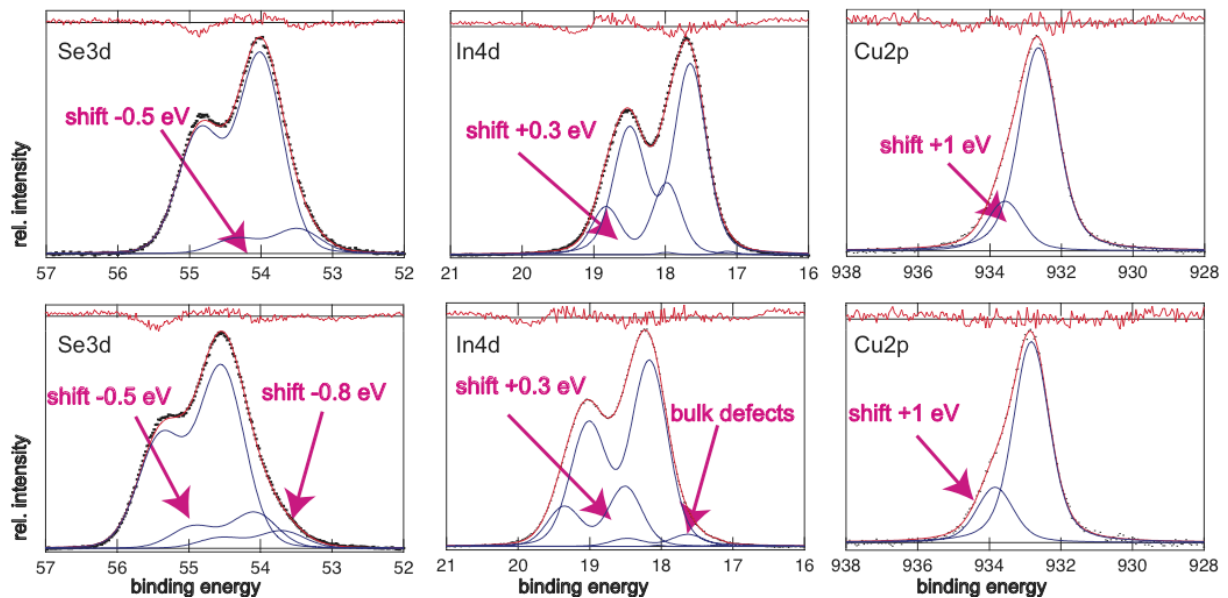 Se3d
In4d
Cu2p
shift -0.5 eV
shift +0.3 eV
shift +1 eV
rel. intensity
57 56 55 54 53 52
21 20 19 18 17 16
938 936 934 932 930 928
Se3d
In4d
Cu2p
shift -0.5 eV
shift -0.8 eV
shift +0.3 eV
bulk defects
shift +1 eV
rel. intensity
57 56 55 54 53 52
21 20 19 18 17 16
938 936 934 932 930 928
binding energy
binding energy
binding energy